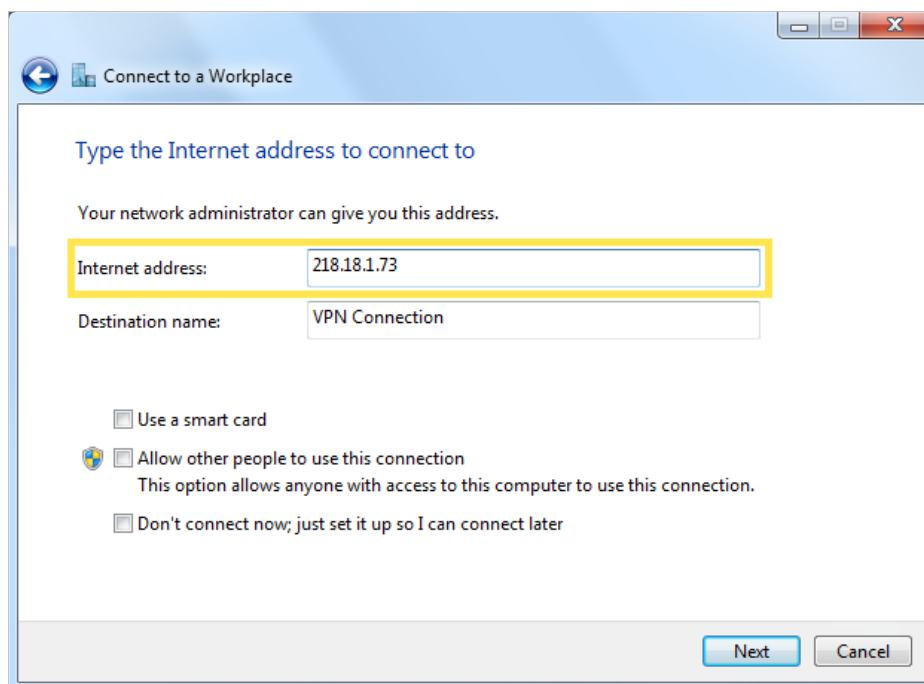 Connect to a Workplace
Type the Internet address to connect to
Your network administrator can give you this address.
Internet address: 218.18.1.73
Destination name: VPN Connection
Use a smart card
Allow other people to use this connection
This option allows anyone with access to this computer to use this connection.
Don't connect now; just set it up so I can connect later
Next Cancel